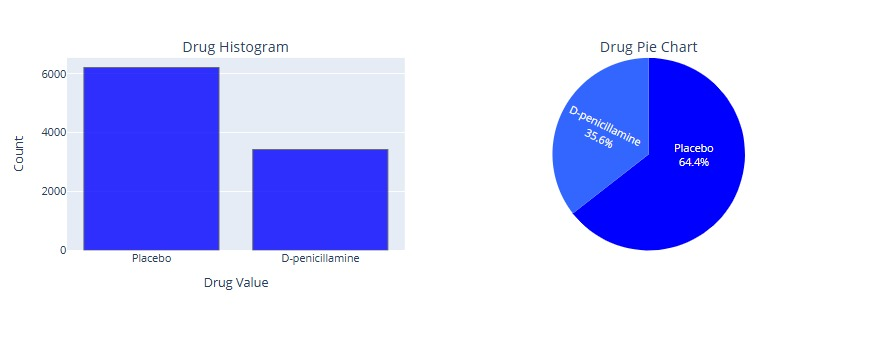 Drug Histogram
Count
6000
4000
2000
0
Placebo
D-penicillamine
Drug Value
Drug Pie Chart
D-penicillamine
35.6%
Placebo
64.4%